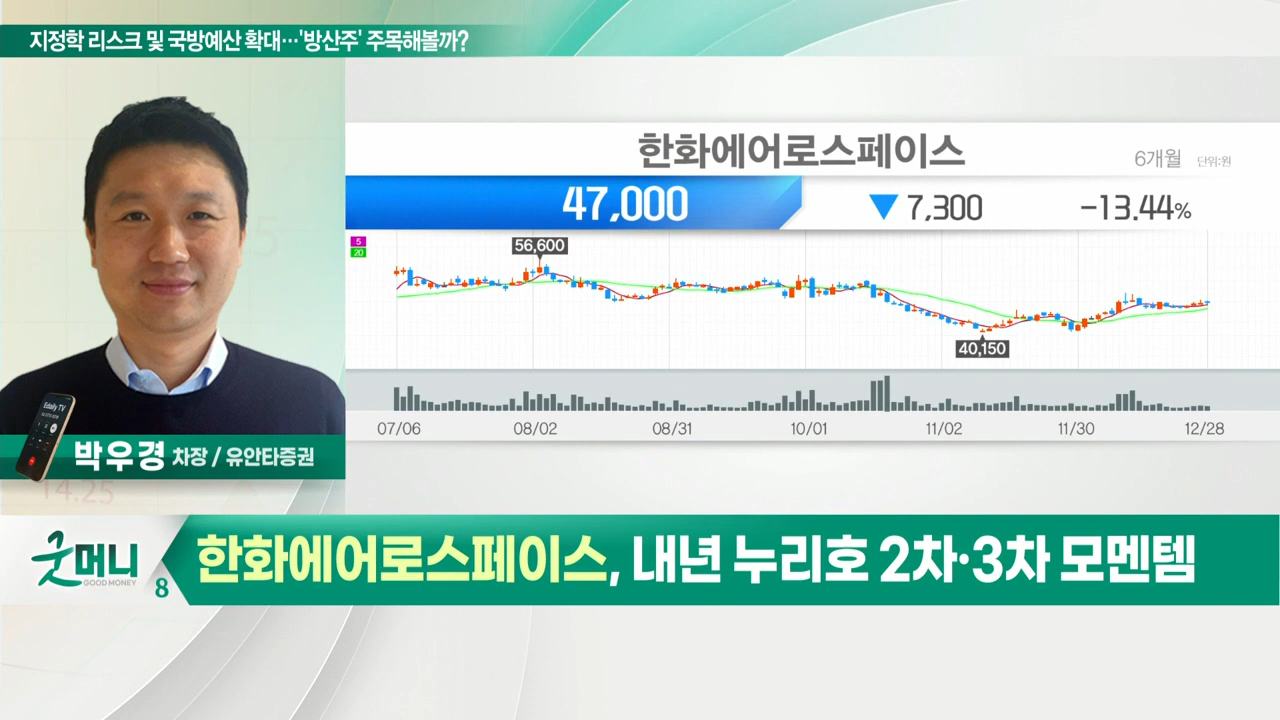 지정학 리스크 및 국방예산 확대…'방산주' 주목해볼까?
한화에어로스페이스
6개월 단위:원
47,000 ▼7,300 -13.44%
5
20
56,600
40,150
07/06 08/02 08/31 10/01 11/02 11/30 12/28
Edaily TV
박우경 차장 / 유안타증권
14.25
굿머니
GOOD MONEY
8
한화에어로스페이스, 내년 누리호 2차·3차 모멘템